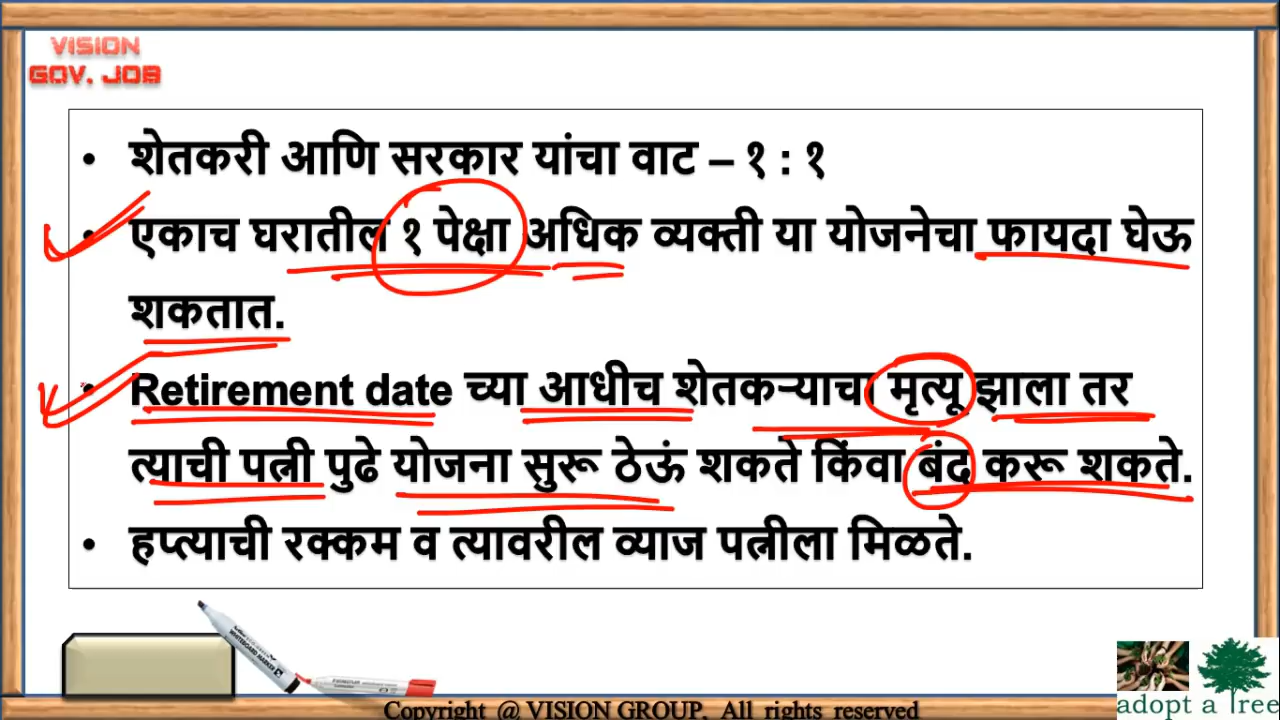 VISION
GOV. JOB
• शेतकरी आणि सरकार यांचा वाट – १ : १
• एकाच घरातील १ पेक्षा अधिक व्यक्ती या योजनेचा फायदा घेऊ
शकतात.
• Retirement date च्या आधीच शेतकऱ्याचा मृत्यू झाला तर
त्याची पत्नी पुढे योजना सुरू ठेऊं शकते किंवा बंद करू शकते.
• हप्त्याची रक्कम व त्यावरील व्याज पत्नीला मिळते.
WHITEBOARD MARKER
adopt a Tree
Copyright @ VISION GROUP. All rights reserved